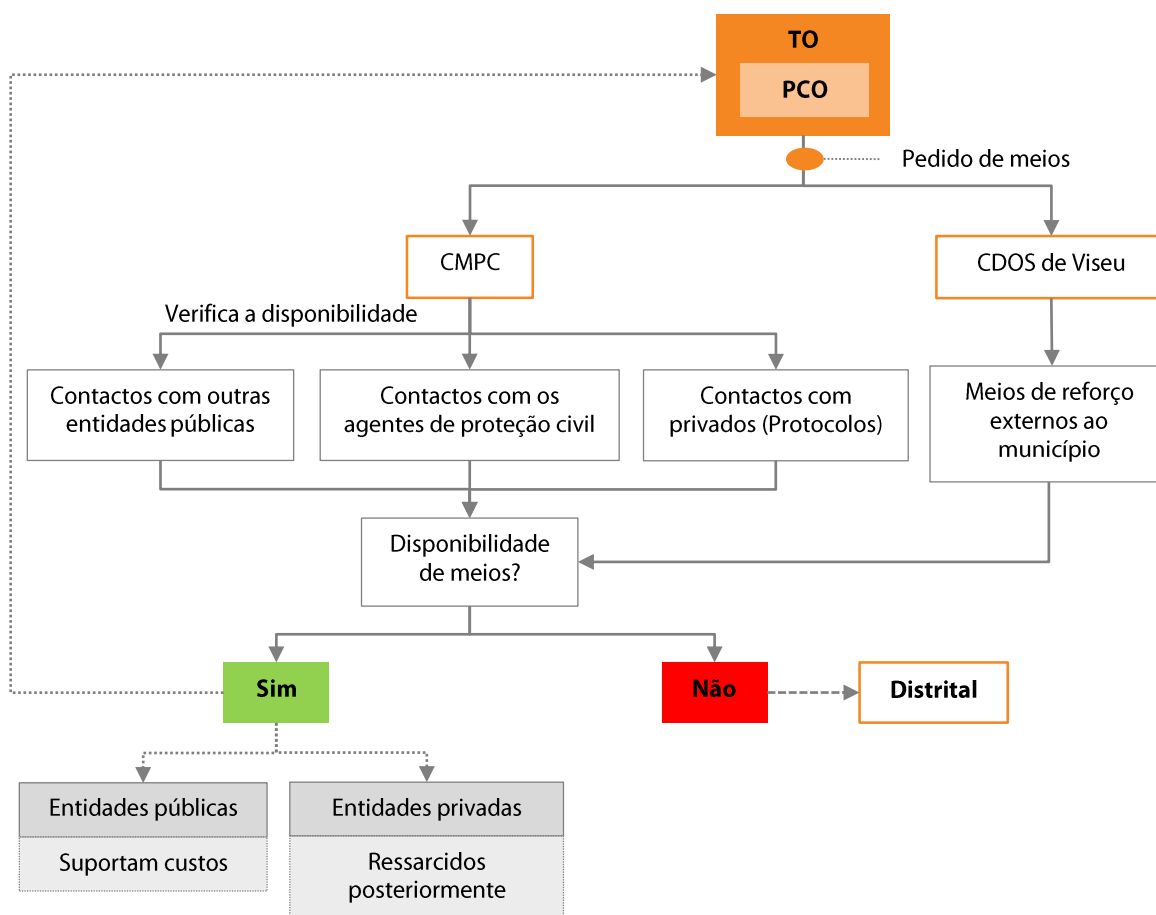 TO
PCO
Pedido de meios
CMPC
CDOS de Viseu
Verifica a disponibilidade
Contactos com outras
entidades públicas
Contactos com os
agentes de proteção civil
Contactos com
privados (Protocolos)
Meios de reforço
externos ao
município
Disponibilidade
de meios?
Sim
Não
Distrital
Entidades públicas
Suportam custos
Entidades privadas
Ressarcidos
posteriormente